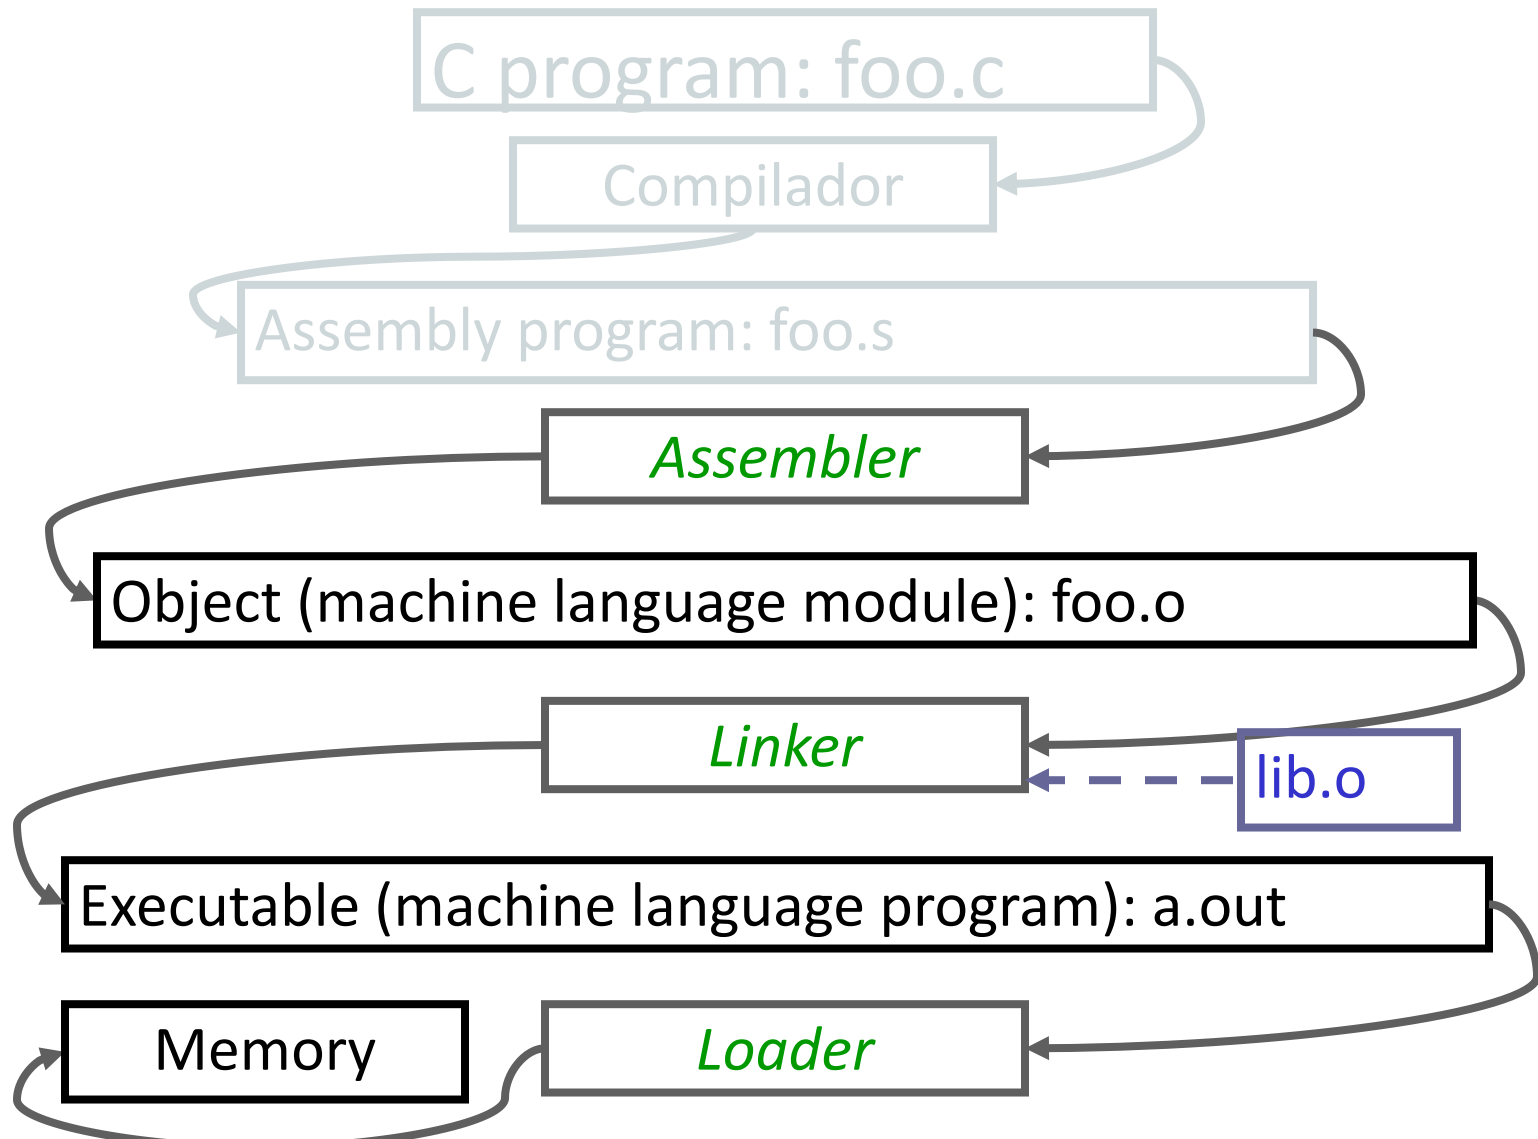 C program: foo.c
Compilador
Assembly program: foo.s
Assembler
Object (machine language module): foo.o
Linker
lib.o
Executable (machine language program): a.out
Memory
Loader